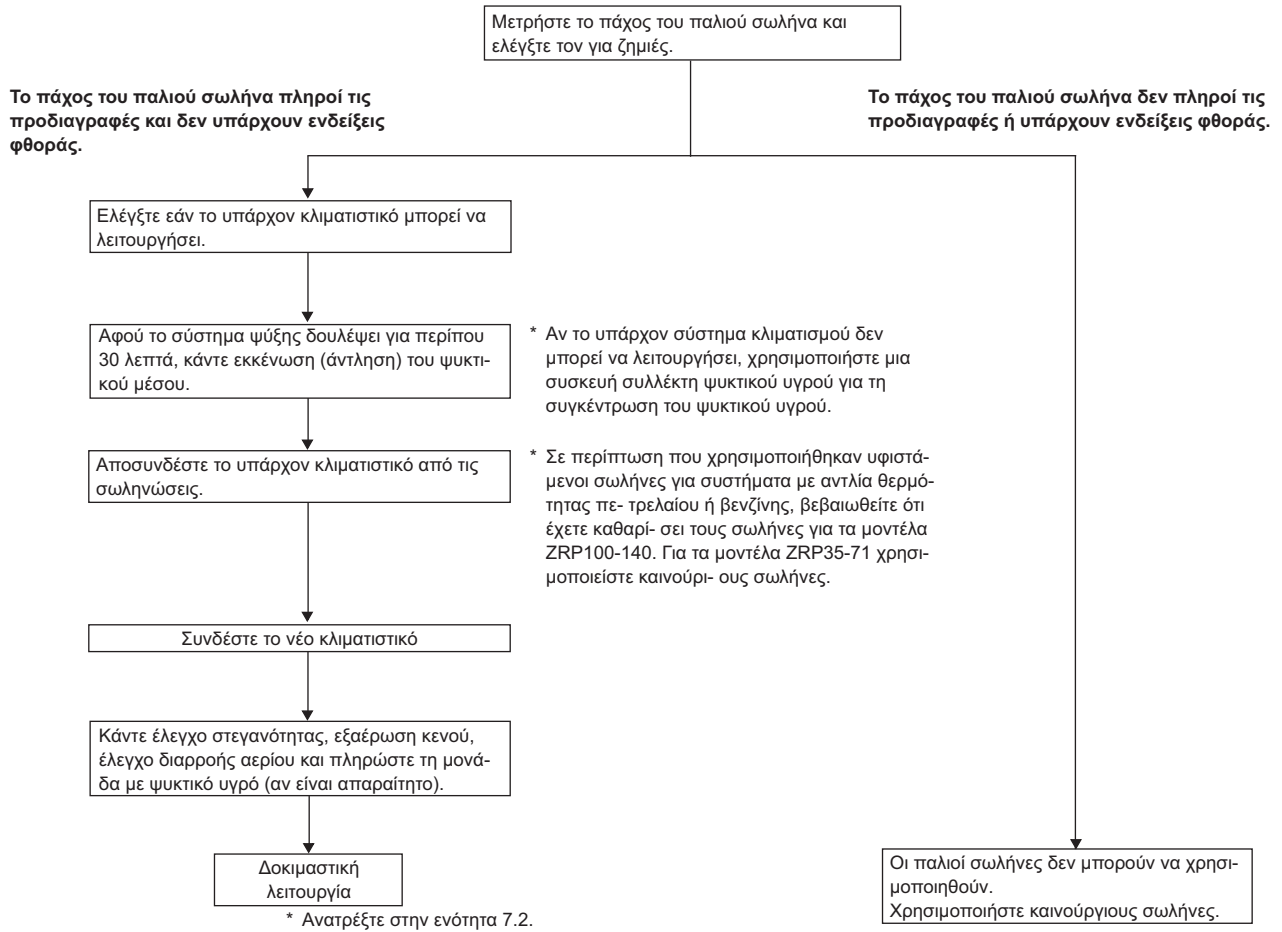 Μετρήστε το πάχος του παλιού σωλήνα και
ελέγξτε τον για ζημιές.
Το πάχος του παλιού σωλήνα πληροί τις
προδιαγραφές και δεν υπάρχουν ενδείξεις
φθοράς.
Το πάχος του παλιού σωλήνα δεν πληροί τις
προδιαγραφές ή υπάρχουν ενδείξεις φθοράς.
Ελέγξτε εάν το υπάρχον κλιματιστικό μπορεί να
λειτουργήσει.
Αφού το σύστημα ψύξης δουλέψει για περίπου
30 λεπτά, κάντε εκκένωση (άντληση) του ψυκτι-
κού μέσου.
* Αν το υπάρχον σύστημα κλιματισμού δεν
μπορεί να λειτουργήσει, χρησιμοποιήστε μια
συσκευή συλλέκτη ψυκτικού υγρού για τη
συγκέντρωση του ψυκτικού υγρού.
Αποσυνδέστε το υπάρχον κλιματιστικό από τις
σωληνώσεις.
* Σε περίπτωση που χρησιμοποιήθηκαν υφιστά-
μενοι σωλήνες για συστήματα με αντλία θερμό-
τητας πε- τρελαίου ή βενζίνης, βεβαιωθείτε ότι
έχετε καθαρί- σει τους σωλήνες για τα μοντέλα
ZRP100-140. Για τα μοντέλα ZRP35-71 χρησι-
μοποιείστε καινούρι- ους σωλήνες.
Συνδέστε το νέο κλιματιστικό
Κάντε έλεγχο στεγανότητας, εξαέρωση κενού,
έλεγχο διαρροής αερίου και πληρώστε τη μονά-
δα με ψυκτικό υγρό (αν είναι απαραίτητο).
Δοκιμαστική
λειτουργία
* Ανατρέξτε στην ενότητα 7.2.
Οι παλιοί σωλήνες δεν μπορούν να χρησι-
μοποιηθούν.
Χρησιμοποιήστε καινούργιους σωλήνες.